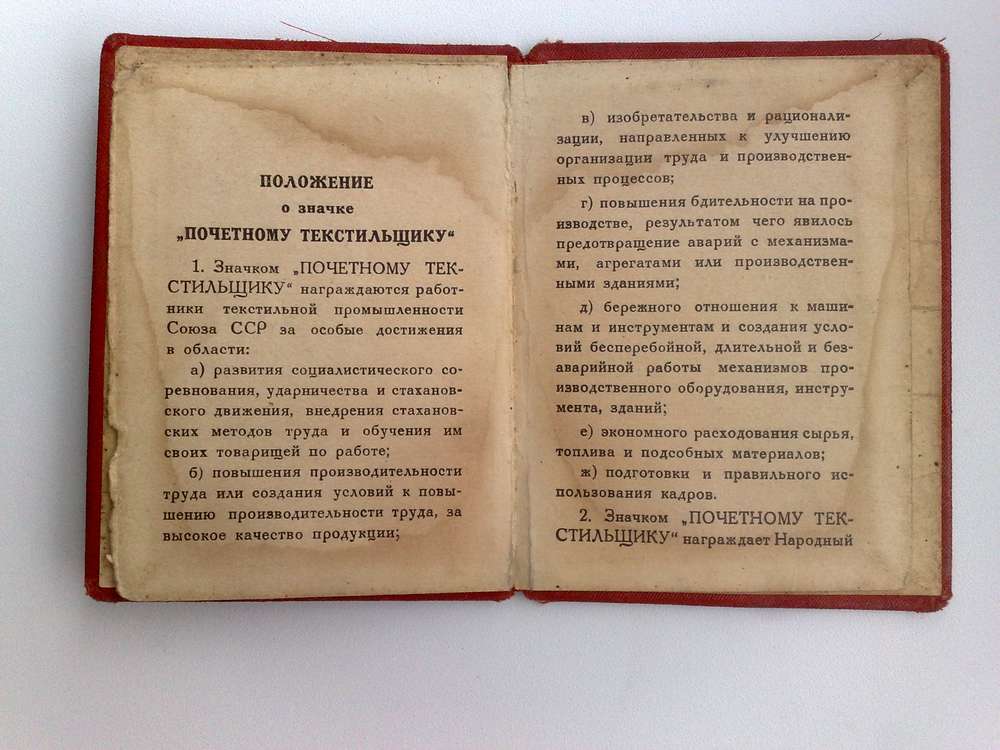 ПОЛОЖЕНИЕ
о значке
„ПОЧЕТНОМУ ТЕКСТИЛЬЩИКУ“
1. Значком „ПОЧЕТНОМУ ТЕК-
СТИЛЬЩИКУ“ награждаются работ-
ники текстильной промышленности
Союза ССР за особые достижения
в области:
а) развития социалистического со-
ревнования, ударничества и стаханов-
ского движения, внедрения стаханов-
ских методов труда и обучения им
своих товарищей по работе;
б) повышения производительности
труда или создания условий к повы-
шению производительности труда, за
высокое качество продукции;
в) изобретательства и рационали-
зации, направленных к улучшению
организации труда и производствен-
ных процессов;
г) повышения бдительности на про-
изводстве, результатом чего явилось
предотвращение аварий с механизма-
ми, агрегатами или производствен-
ными зданиями;
д) бережного отношения к маши-
нам и инструментам и создания усло-
вий бесперебойной, длительной и без-
аварийной работы механизмов про-
изводственного оборудования, инстру-
мента, зданий;
е) экономного расходования сырья,
топлива и подсобных материалов;
ж) подготовки и правильного ис-
пользования кадров.
2. Значком „ПОЧЕТНОМУ ТЕК-
СТИЛЬЩИКУ“ награждает Народный